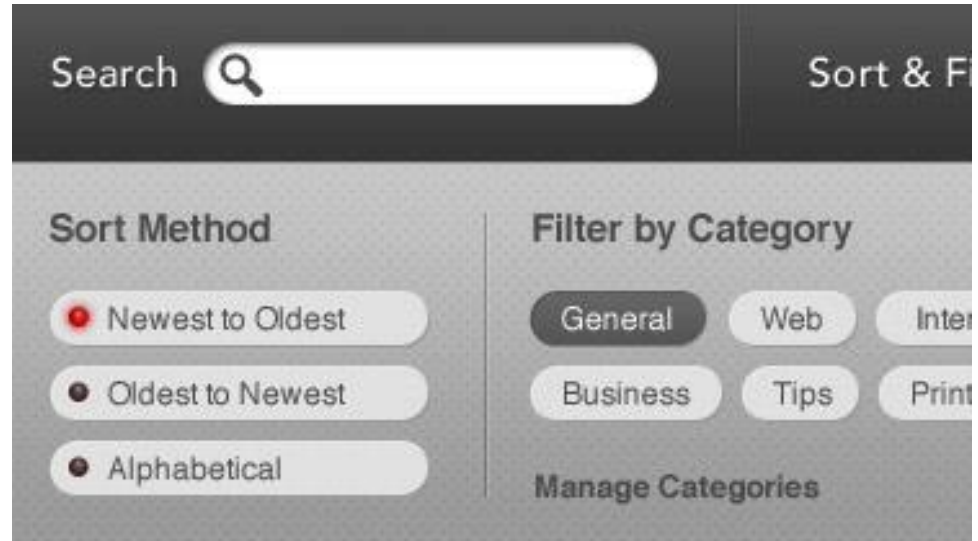 Search
Sort & Fi
Sort Method
Newest to Oldest
Oldest to Newest
Alphabetical
Filter by Category
General Web Inter
Business Tips Print
Manage Categories